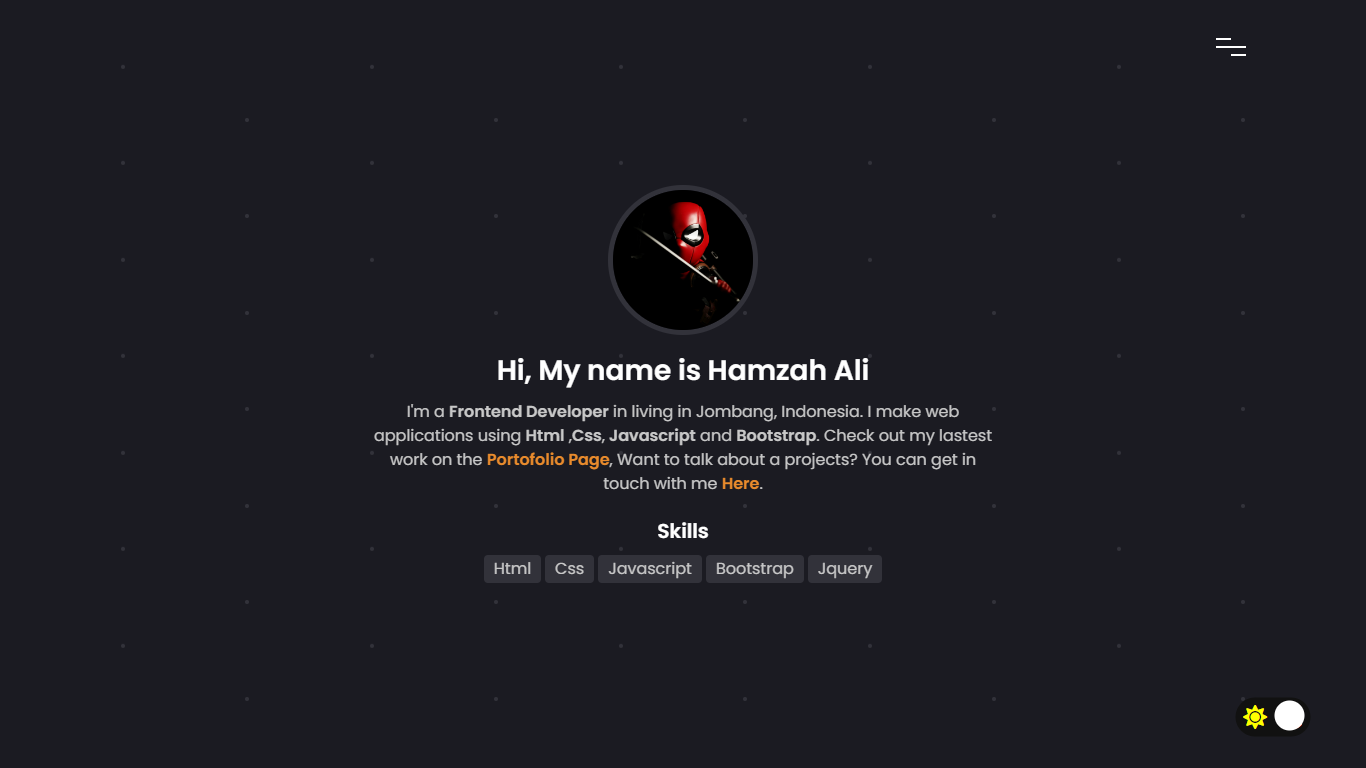 Hi, My name is Hamzah Ali
I'm a Frontend Developer in living in Jombang, Indonesia. I make web
applications using Html ,Css, Javascript and Bootstrap. Check out my lastest
work on the Portofolio Page, Want to talk about a projects? You can get in
touch with me Here.
Skills
Html Css Javascript Bootstrap Jquery